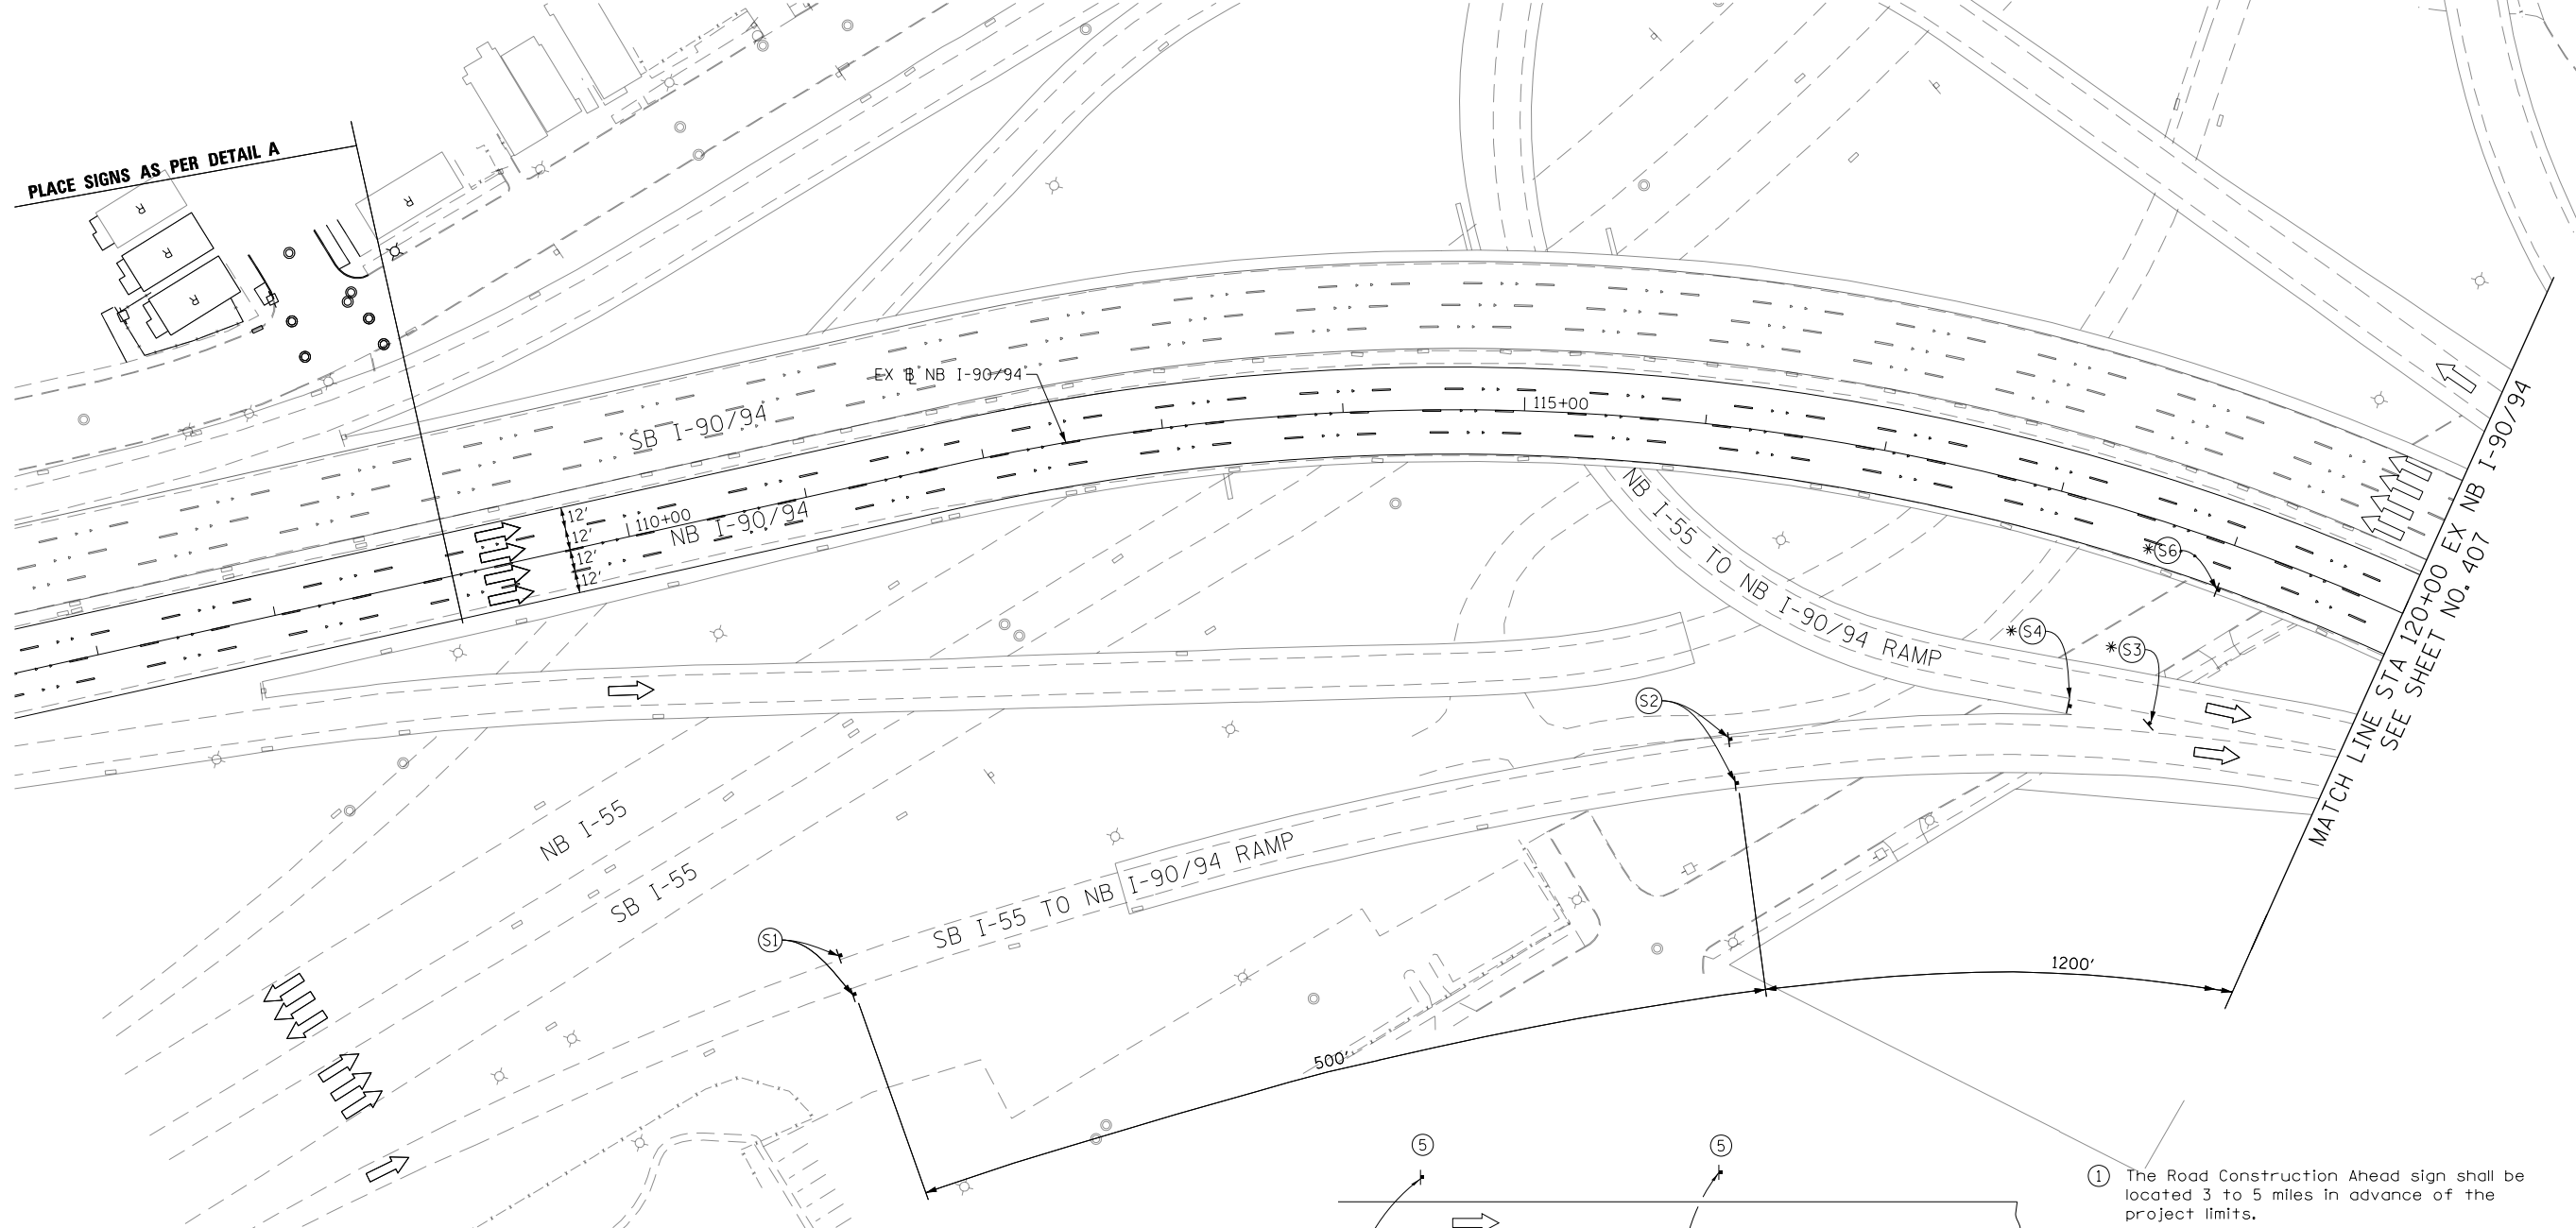 PLACE SIGNS AS PER DETAIL A
R
R
R
R
EX ℄ NB I-90/94
SB I-90/94
115+00
110+00
NB I-90/94
12'
12'
12'
12'
NB I-55 TO NB I-90/94 RAMP
*S6
*S4
*S3
S2
MATCH LINE STA 120+00 EX NB I-90/94
SEE SHEET NO. 407
NB I-55
SB I-55
SB I-55 TO NB I-90/94 RAMP
S1
1200'
500'
5
5
1 The Road Construction Ahead sign shall be
located 3 to 5 miles in advance of the
project limits.